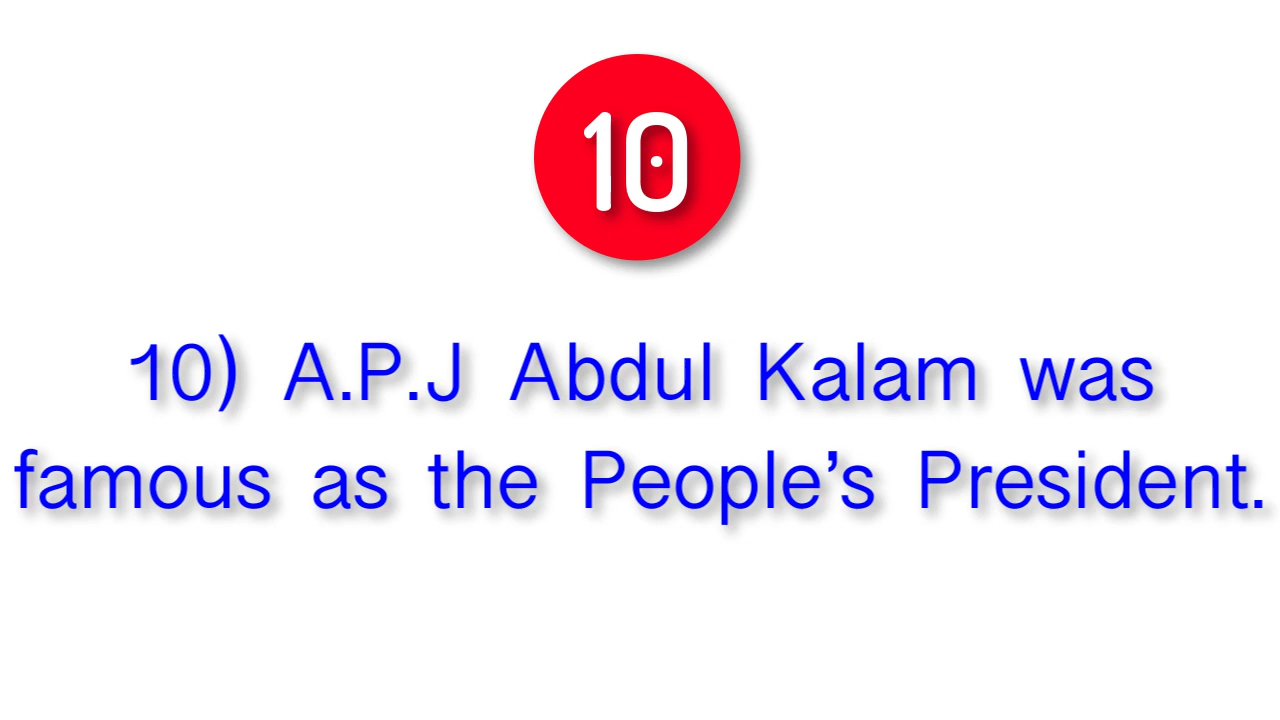 10
10) A.P.J Abdul Kalam was
famous as the People’s President.